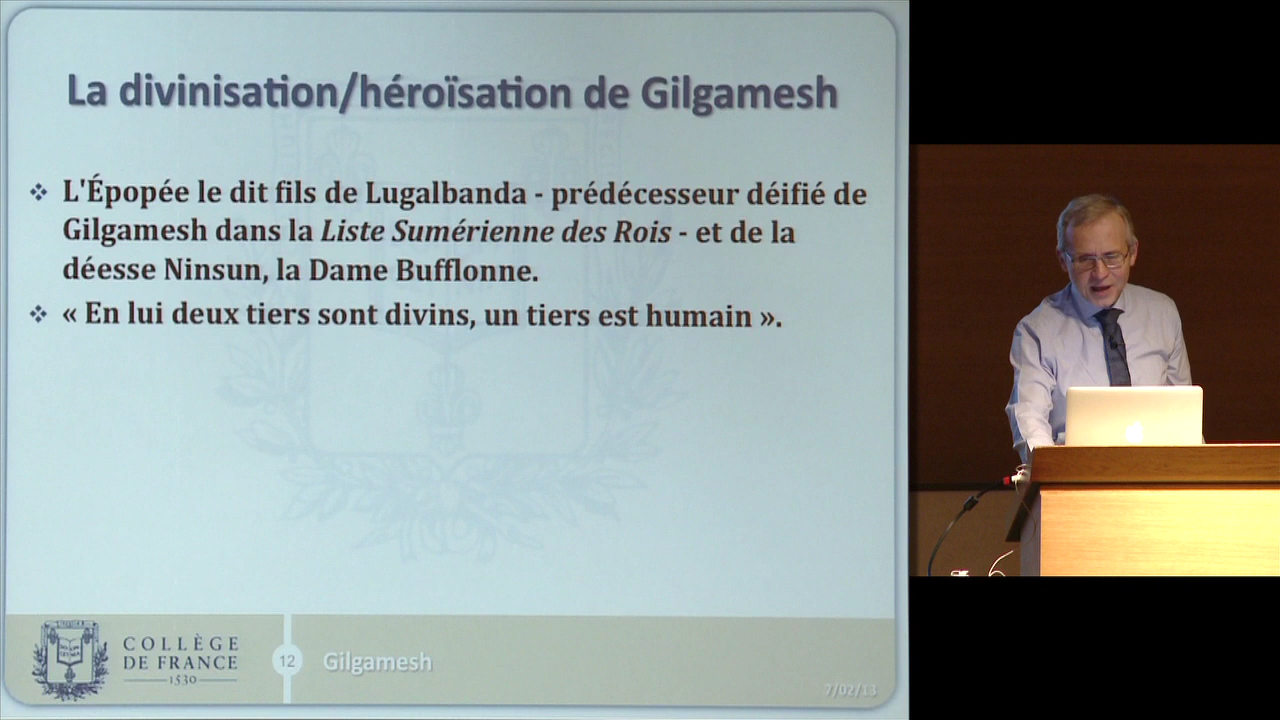 La divinisation/héroïsation de Gilgamesh
❖ L'Épopée le dit fils de Lugalbanda - prédécesseur déifié de
Gilgamesh dans la Liste Sumérienne des Rois - et de la
déesse Ninsun, la Dame Bufflonne.
❖ « En lui deux tiers sont divins, un tiers est humain ».
COLLÈGE
DE FRANCE
1530
12
Gilgamesh
7/02/13